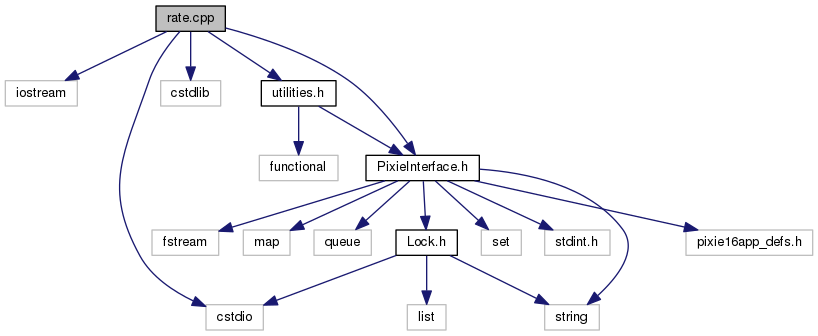 rate.cpp
iostream
cstdlib
utilities.h
functional
PixieInterface.h
fstream
map
queue
Lock.h
set
stdint.h
pixie16app_defs.h
cstdio
list
string